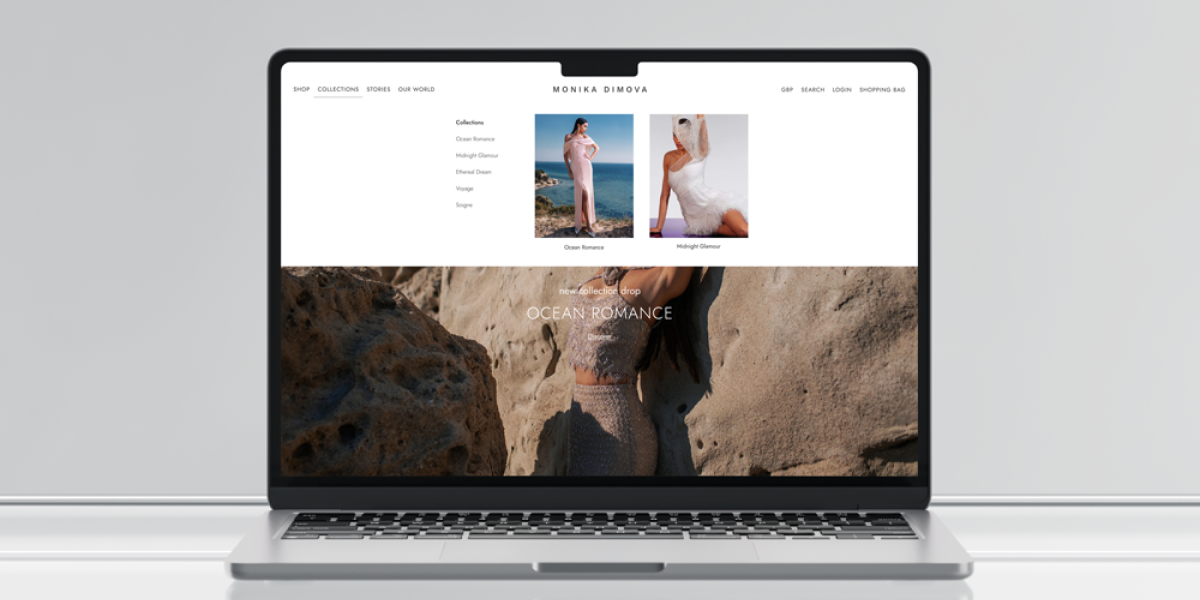 SHOP COLLECTIONS STORIES OUR WORLD
MONIKA DIMOVA
GBP SEARCH LOGIN SHOPPING BAG
Collections
Ocean Romance
Midnight Glamour
Ethereal Dream
Voyage
Soigne
Ocean Romance
Midnight Glamour
new collection drop
OCEAN ROMANCE
Discover